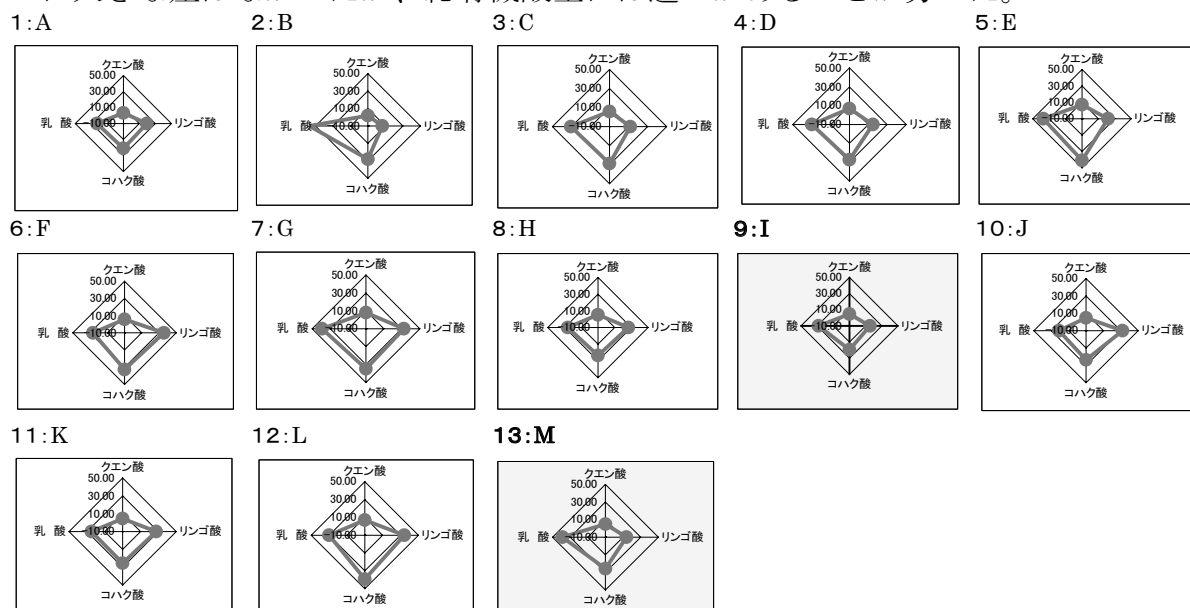 1:A
クエン酸
50.00
30.00
10.00
-10.00
乳 酸
リンゴ酸
コハク酸
2:B
クエン酸
50.00
30.00
10.00
-10.00
乳 酸
リンゴ酸
コハク酸
3:C
クエン酸
50.00
30.00
10.00
-10.00
乳 酸
リンゴ酸
コハク酸
4:D
クエン酸
50.00
30.00
10.00
-10.00
乳 酸
リンゴ酸
コハク酸
5:E
クエン酸
50.00
30.00
10.00
-10.00
乳 酸
リンゴ酸
コハク酸
6:F
クエン酸
50.00
30.00
10.00
-10.00
乳 酸
リンゴ酸
コハク酸
7:G
クエン酸
50.00
30.00
10.00
-10.00
乳 酸
リンゴ酸
コハク酸
8:H
クエン酸
50.00
30.00
10.00
-10.00
乳 酸
リンゴ酸
コハク酸
9:I
クエン酸
50.00
30.00
10.00
-10.00
乳 酸
リンゴ酸
コハク酸
10:J
クエン酸
50.00
30.00
10.00
-10.00
乳 酸
リンゴ酸
コハク酸
11:K
クエン酸
50.00
30.00
10.00
-10.00
乳 酸
リンゴ酸
コハク酸
12:L
クエン酸
50.00
30.00
10.00
-10.00
乳 酸
リンゴ酸
コハク酸
13:M
クエン酸
50.00
30.00
10.00
-10.00
乳 酸
リンゴ酸
コハク酸